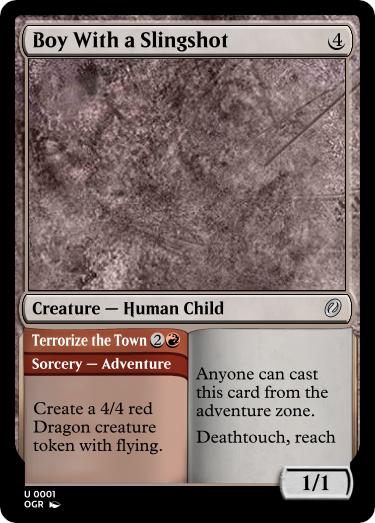 Boy With a Slingshot 4
Creature — Human Child
Terrorize the Town 2
Sorcery — Adventure
Create a 4/4 red
Dragon creature
token with flying.
Anyone can cast
this card from the
adventure zone.
Deathtouch, reach
1/1
U 0001
OGR